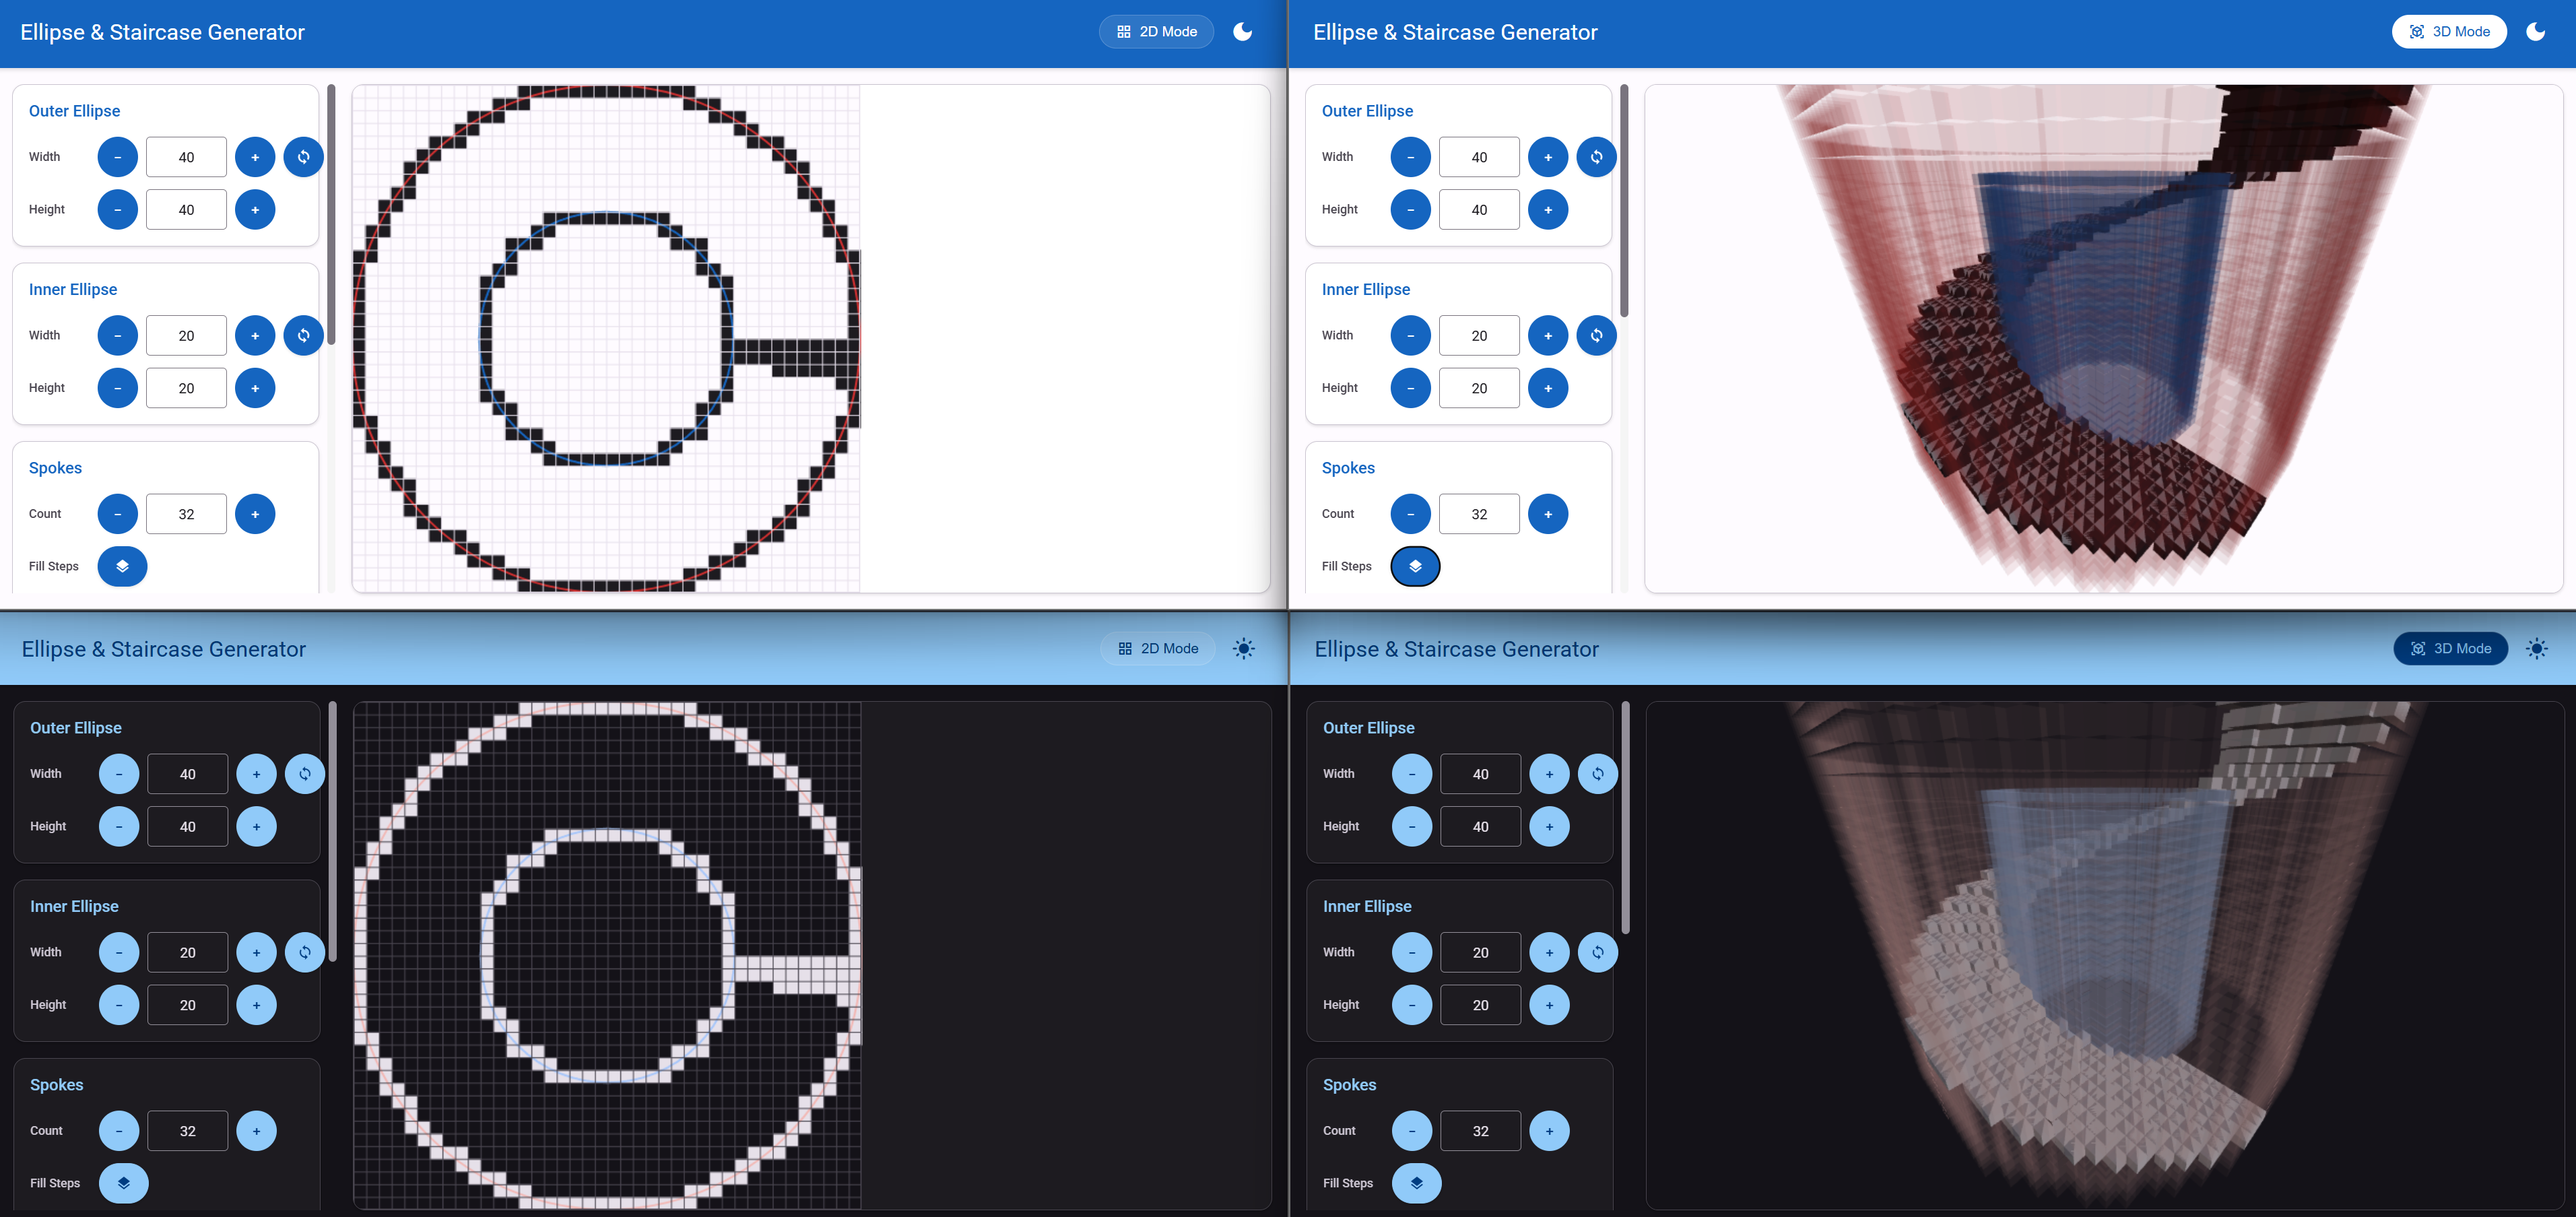 Ellipse & Staircase Generator
2D Mode
Outer Ellipse
Width - 40 +
Height - 40 +
Inner Ellipse
Width - 20 +
Height - 20 +
Spokes
Count - 32 +
Fill Steps
Ellipse & Staircase Generator
3D Mode
Outer Ellipse
Width - 40 +
Height - 40 +
Inner Ellipse
Width - 20 +
Height - 20 +
Spokes
Count - 32 +
Fill Steps
Ellipse & Staircase Generator
2D Mode
Outer Ellipse
Width - 40 +
Height - 40 +
Inner Ellipse
Width - 20 +
Height - 20 +
Spokes
Count - 32 +
Fill Steps
Ellipse & Staircase Generator
3D Mode
Outer Ellipse
Width - 40 +
Height - 40 +
Inner Ellipse
Width - 20 +
Height - 20 +
Spokes
Count - 32 +
Fill Steps